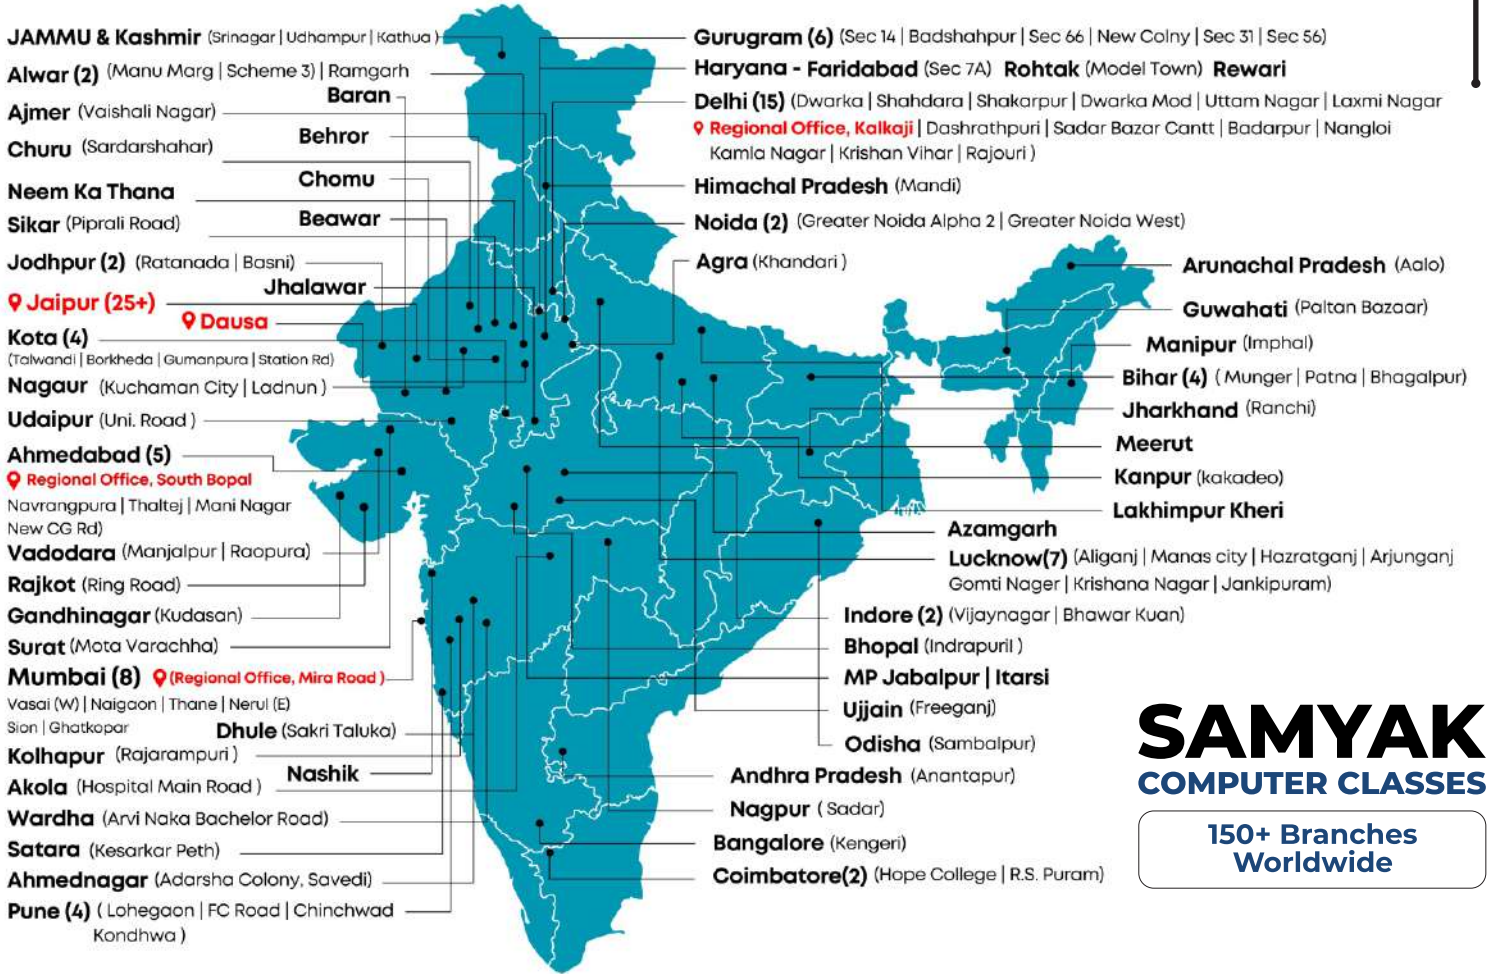 JAMMU & Kashmir (Srinagar | Udhampur | Kathua)
Alwar (2) (Manu Marg | Scheme 3) | Ramgarh
Baran
Ajmer (Vaishali Nagar)
Behror
Churu (Sardarshahar)
Chomu
Neem Ka Thana
Beawar
Sikar (Piprali Road)
Jodhpur (2) (Ratanada | Basni)
Jhalawar
Jaipur (25+)
Dausa
Kota (4)
(Talwandi | Borkheda | Gumanpura | Station Rd)
Nagaur (Kuchaman City | Ladnun )
Udaipur (Uni. Road )
Ahmedabad (5)
Regional Office, South Bopal
Navrangpura | Thaltej | Mani Nagar
New CG Rd)
Vadodara (Manjalpur | Raopura)
Rajkot (Ring Road)
Gandhinagar (Kudasan)
Surat (Mota Varachha)
Mumbai (8) (Regional Office, Mira Road )
Vasai (W) | Naigaon | Thane | Nerul (E)
Sion | Ghatkopar
Dhule (Sakri Taluka)
Kolhapur (Rajarampuri )
Nashik
Akola (Hospital Main Road )
Wardha (Arvi Naka Bachelor Road)
Satara (Kesarkar Peth)
Ahmednagar (Adarsha Colony, Savedi)
Pune (4) ( Lohegaon | FC Road | Chinchwad
Kondhwa )
Gurugram (6) (Sec 14 | Badshahpur | Sec 66 | New Colny | Sec 31 | Sec 56)
Haryana - Faridabad (Sec 7A) Rohtak (Model Town) Rewari
Delhi (15) (Dwarka | Shahdara | Shakarpur | Dwarka Mod | Uttam Nagar | Laxmi Nagar
Regional Office, Kalkaji | Dashrathpuri | Sadar Bazar Cantt | Badarpur | Nangloi
Kamla Nagar | Krishan Vihar | Rajouri )
Himachal Pradesh (Mandi)
Noida (2) (Greater Noida Alpha 2 | Greater Noida West)
Agra (Khandari )
Arunachal Pradesh (Aalo)
Guwahati (Paltan Bazaar)
Manipur (Imphal)
Bihar (4) ( Munger | Patna | Bhagalpur)
Jharkhand (Ranchi)
Meerut
Kanpur (kakadeo)
Lakhimpur Kheri
Azamgarh
Lucknow(7) (Aliganj | Manas city | Hazratganj | Arjunganj
Gomti Nager | Krishana Nagar | Jankipuram)
Indore (2) (Vijaynagar | Bhawar Kuan)
Bhopal (Indrapuril )
MP Jabalpur | Itarsi
Ujjain (Freeganj)
Odisha (Sambalpur)
Andhra Pradesh (Anantapur)
Nagpur ( Sadar)
Bangalore (Kengeri)
Coimbatore(2) (Hope College | R.S. Puram)
SAMYAK
COMPUTER CLASSES
150+ Branches
Worldwide